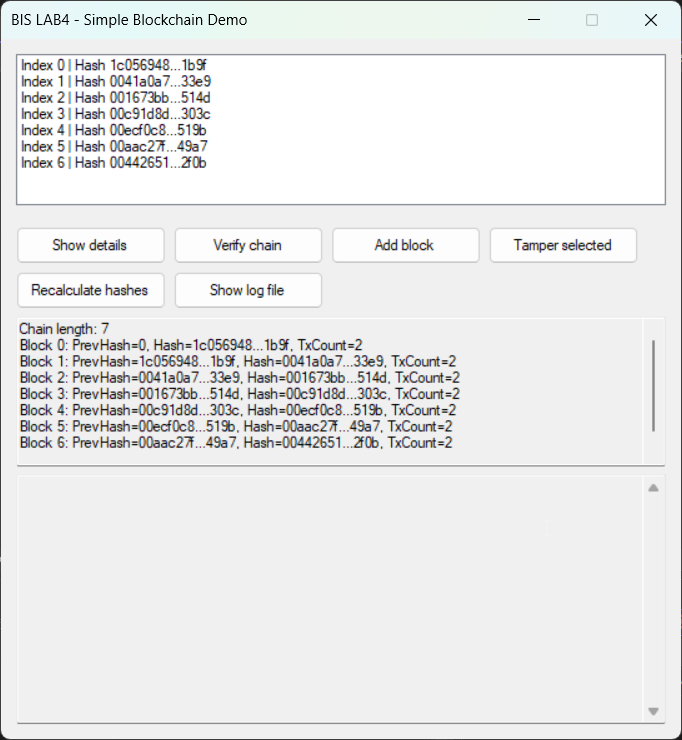 BIS LAB4 - Simple Blockchain Demo
Index 0 | Hash 1c056948...1b9f
Index 1 | Hash 0041a0a7...33e9
Index 2 | Hash 001673bb...514d
Index 3 | Hash 00c91d8d...303c
Index 4 | Hash 00ecf0c8...519b
Index 5 | Hash 00aac27f...49a7
Index 6 | Hash 00442651...2f0b
Show details Verify chain Add block Tamper selected
Recalculate hashes Show log file
Chain length: 7
Block 0: PrevHash=0, Hash=1c056948...1b9f, TxCount=2
Block 1: PrevHash=1c056948...1b9f, Hash=0041a0a7...33e9, TxCount=2
Block 2: PrevHash=0041a0a7...33e9, Hash=001673bb...514d, TxCount=2
Block 3: PrevHash=001673bb...514d, Hash=00c91d8d...303c, TxCount=2
Block 4: PrevHash=00c91d8d...303c, Hash=00ecf0c8...519b, TxCount=2
Block 5: PrevHash=00ecf0c8...519b, Hash=00aac27f...49a7, TxCount=2
Block 6: PrevHash=00aac27f...49a7, Hash=00442651...2f0b, TxCount=2